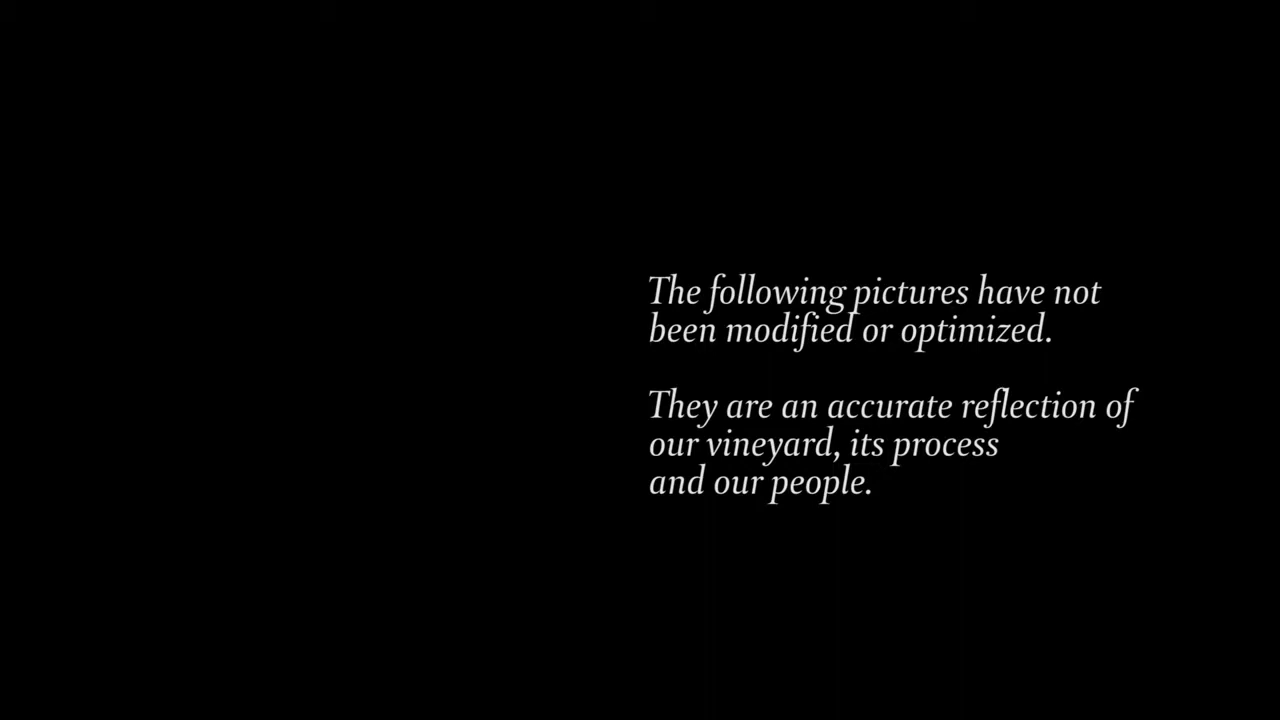 The following pictures have not
been modified or optimized.
They are an accurate reflection of
our vineyard, its process
and our people.